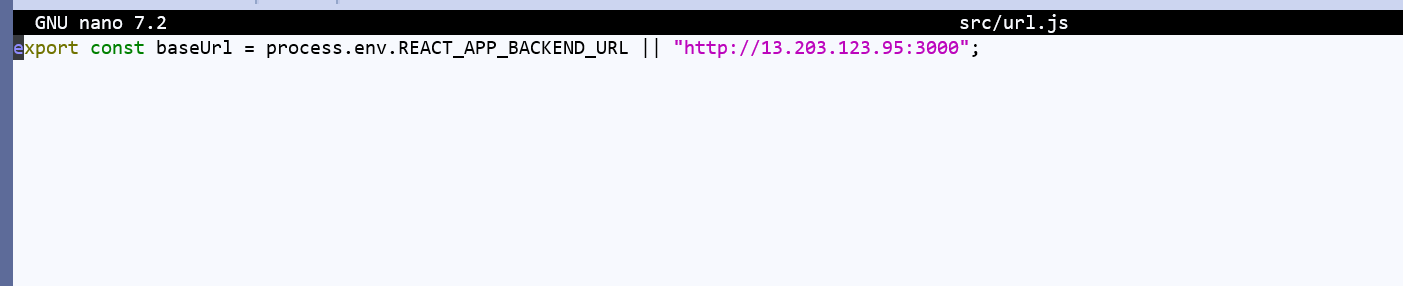 GNU nano 7.2 src/url.js
export const baseUrl = process.env.REACT_APP_BACKEND_URL || "http://13.203.123.95:3000";